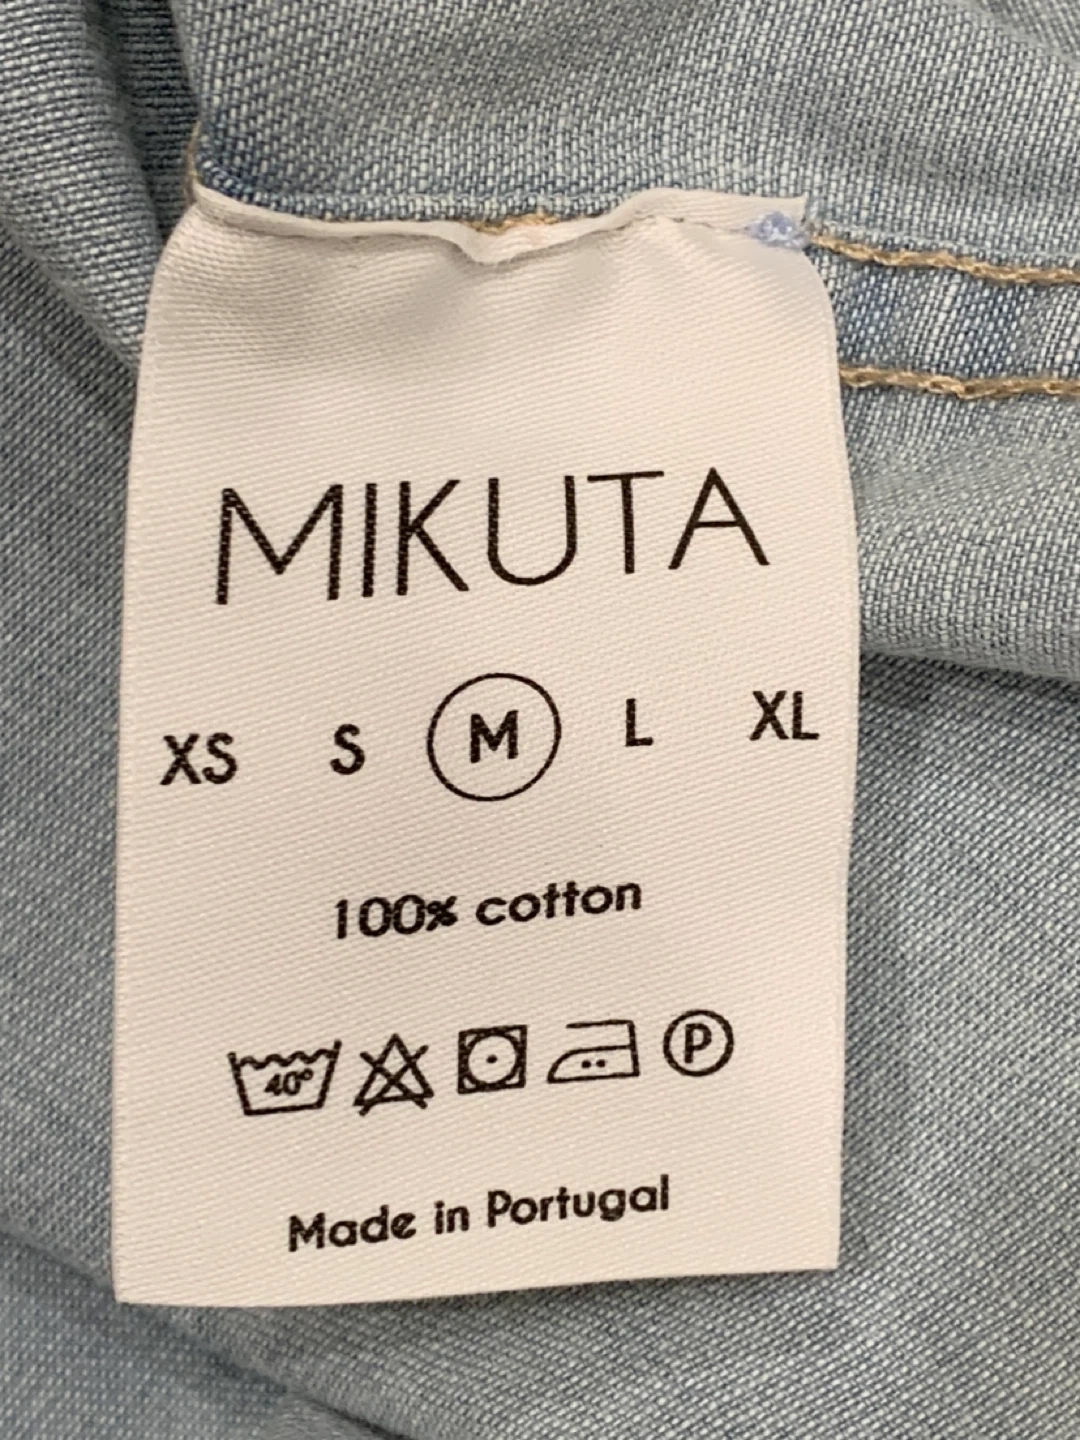 MIKUTA
XS S M L XL
100% cotton
40° P
Made in Portugal